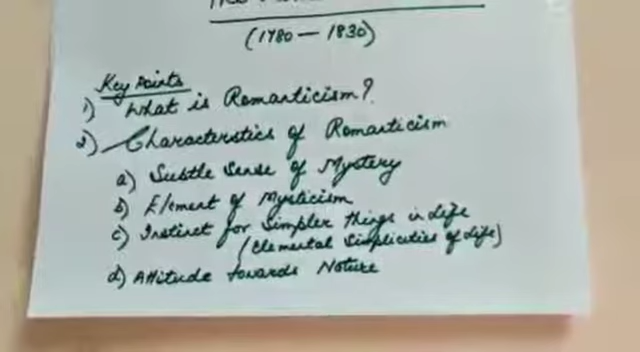 (1780 — 1830)
Key Points
1) What is Romanticism?
2) Characterstics of Romanticism
a) Subtle Sense of Mystery
b) Element of Mysticism
c) Instinct for Simpler things in Life
(Elemental Simplicities of Life)
d) Attitude towards Nature